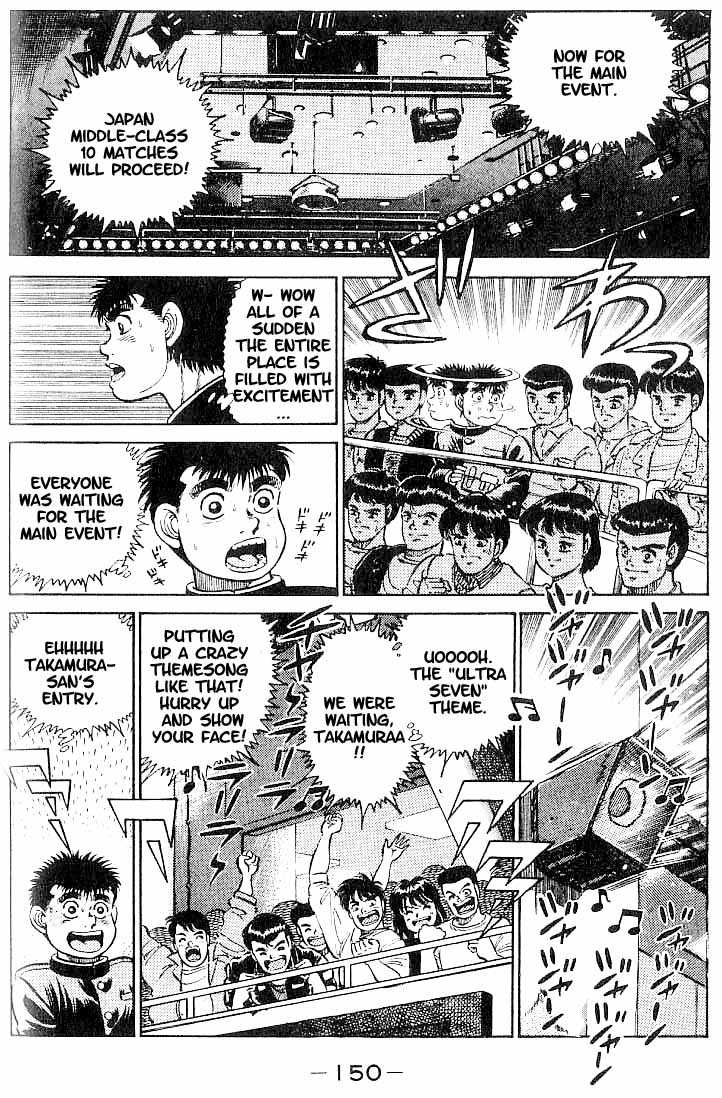 NOW FOR
THE MAIN
EVENT.
JAPAN
MIDDLE-CLASS
10 MATCHES
WILL PROCEED!
W- WOW
ALL OF A
SUDDEN
THE ENTIRE
PLACE IS
FILLED WITH
EXCITEMENT
...
EVERYONE
WAS WAITING
FOR THE
MAIN EVENT!
UOOOOH.
THE "ULTRA
SEVEN"
THEME.
WE WERE
WAITING,
TAKAMURAA
!!
PUTTING
UP A CRAZY
THEMESONG
LIKE THAT!
HURRY UP
AND SHOW
YOUR FACE!
EHHHHH
TAKAMURA-
SAN'S
ENTRY.
—150—